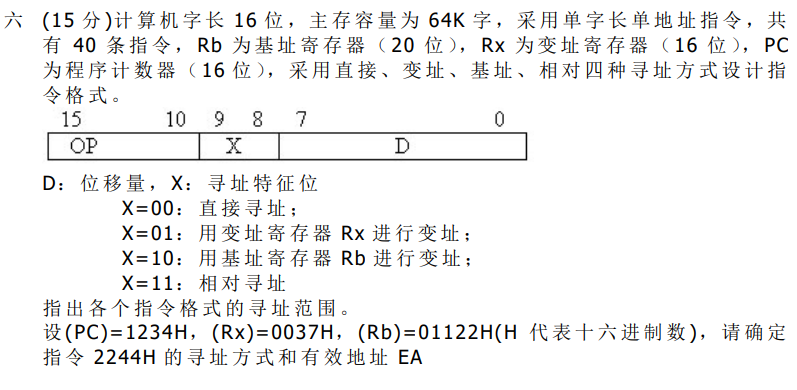 六 (15 分)计算机字长 16 位，主存容量为 64K 字，采用单字长单地址指令，共
有 40 条指令，Rb 为基址寄存器（20 位），Rx 为变址寄存器（16 位），PC
为程序计数器（16 位），采用直接、变址、基址、相对四种寻址方式设计指
令格式。
15 10 9 8 7 0
OP X D
D：位移量，X：寻址特征位
X=00：直接寻址；
X=01：用变址寄存器 Rx 进行变址；
X=10：用基址寄存器 Rb 进行变址；
X=11：相对寻址
指出各个指令格式的寻址范围。
设(PC)=1234H，(Rx)=0037H，(Rb)=01122H(H 代表十六进制数)，请确定
指令 2244H 的寻址方式和有效地址 EA